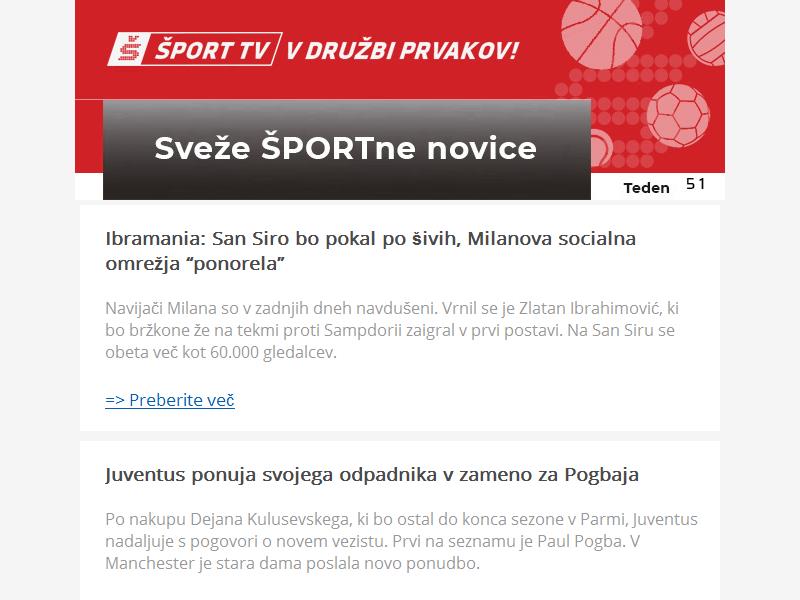 ŠPORT TV V DRUŽBI PRVAKOV!
Sveže ŠPORTne novice
Teden 51
Ibramania: San Siro bo pokal po šivih, Milanova socialna
omrežja “ponorela”
Navijači Milana so v zadnjih dneh navdušeni. Vrnil se je Zlatan Ibrahimović, ki
bo bržkone že na tekmi proti Sampdorii zaigral v prvi postavi. Na San Siru se
obeta več kot 60.000 gledalcev.
=> Preberite več
Juventus ponuja svojega odpadnika v zameno za Pogbaja
Po nakupu Dejana Kulusevskega, ki bo ostal do konca sezone v Parmi, Juventus
nadaljuje s pogovori o novem vezistu. Prvi na seznamu je Paul Pogba. V
Manchester je stara dama poslala novo ponudbo.